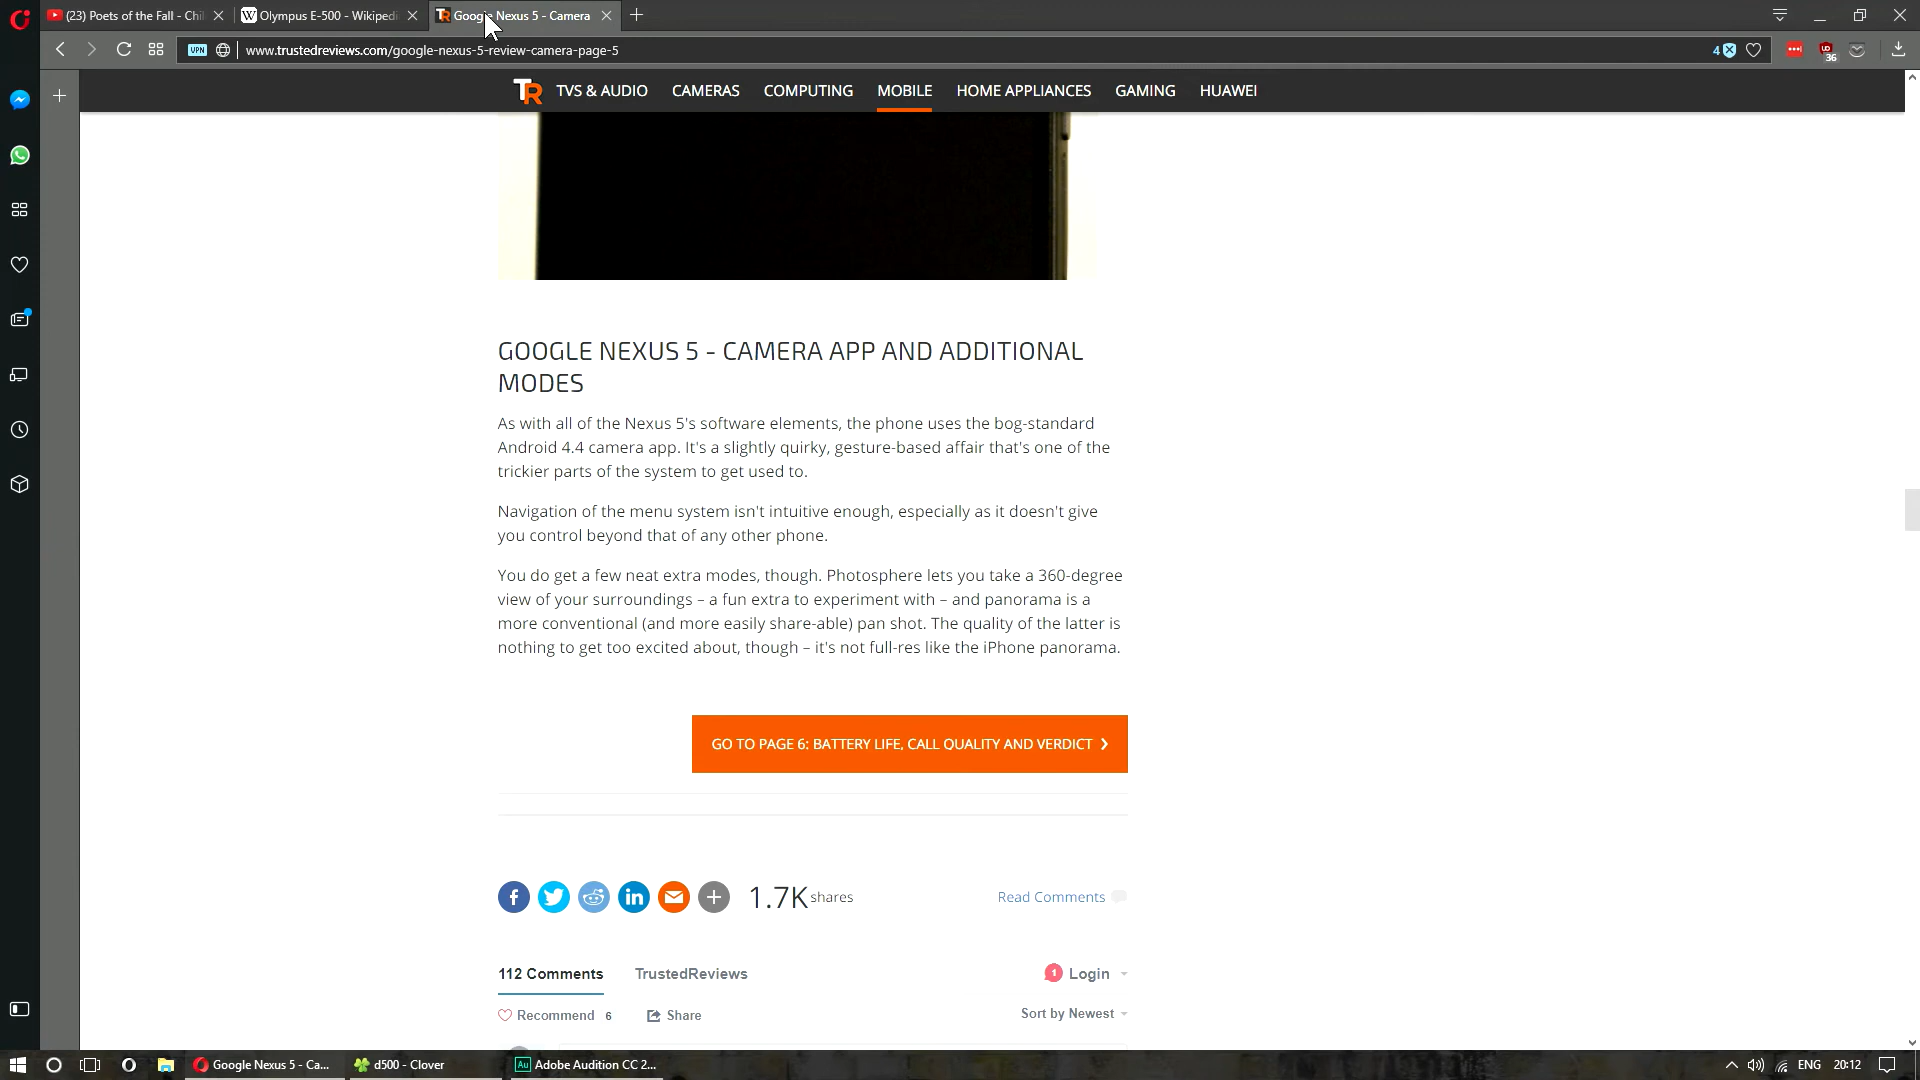 (23) Poets of the Fall - Chil
Olympus E-500 - Wikipedi
Google Nexus 5 - Camera
VPN
www.trustedreviews.com/google-nexus-5-review-camera-page-5
4
UD
36
TR
TVS & AUDIO
CAMERAS
COMPUTING
MOBILE
HOME APPLIANCES
GAMING
HUAWEI
GOOGLE NEXUS 5 - CAMERA APP AND ADDITIONAL
MODES
As with all of the Nexus 5's software elements, the phone uses the bog-standard
Android 4.4 camera app. It's a slightly quirky, gesture-based affair that's one of the
trickier parts of the system to get used to.
Navigation of the menu system isn't intuitive enough, especially as it doesn't give
you control beyond that of any other phone.
You do get a few neat extra modes, though. Photosphere lets you take a 360-degree
view of your surroundings – a fun extra to experiment with – and panorama is a
more conventional (and more easily share-able) pan shot. The quality of the latter is
nothing to get too excited about, though – it's not full-res like the iPhone panorama.
GO TO PAGE 6: BATTERY LIFE, CALL QUALITY AND VERDICT
1.7K shares
Read Comments
112 Comments
TrustedReviews
1
Login
Recommend 6
Share
Sort by Newest
Google Nexus 5 - Ca...
d500 - Clover
Au
Adobe Audition CC 2...
ENG
20:12